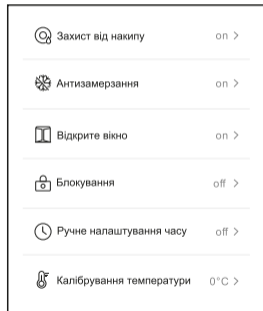 Захист від накипу on >
Антизамерзання on >
Відкрите вікно on >
Блокування off >
Ручне налаштування часу off >
Калібрування температури 0°C >